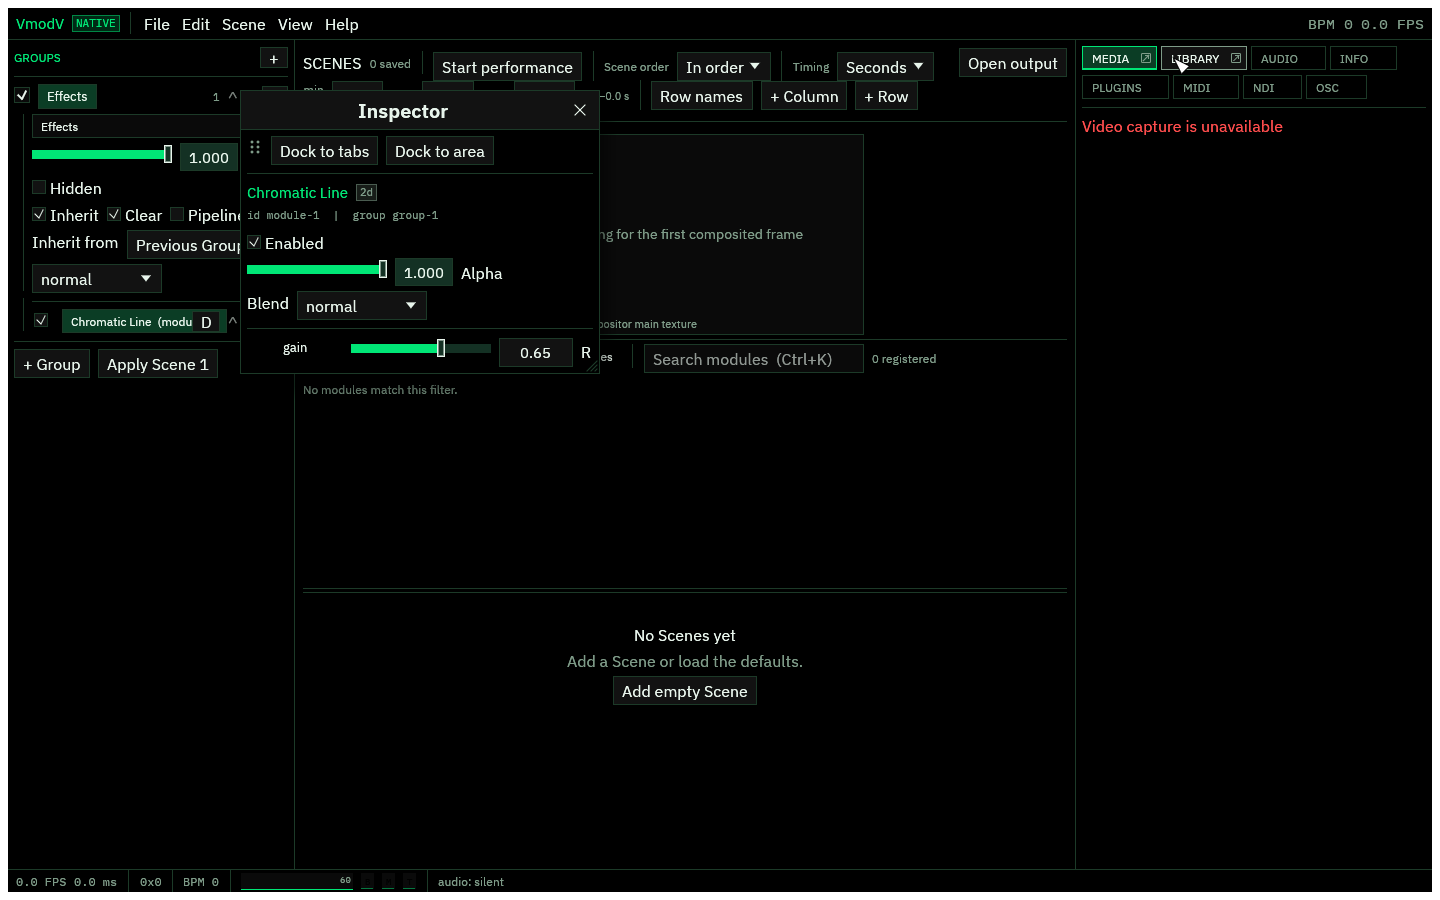 VmodV NATIVE File Edit Scene View Help BPM 0 0.0 FPS
GROUPS +
Effects 1 ^
Effects
1.000
Hidden
Inherit Clear Pipeline
Inherit from Previous Group
normal
Chromatic Line (modu D ^
+ Group Apply Scene 1
SCENES 0 saved Start performance Scene order In order Timing Seconds Open output
–0.0 s Row names + Column + Row
Inspector
Dock to tabs Dock to area
Chromatic Line 2d
id module-1 | group group-1
Enabled
1.000 Alpha
Blend normal
gain 0.65 R
ng for the first composited frame
ositor main texture
es Search modules (Ctrl+K) 0 registered
No modules match this filter.
No Scenes yet
Add a Scene or load the defaults.
Add empty Scene
MEDIA LIBRARY AUDIO INFO
PLUGINS MIDI NDI OSC
Video capture is unavailable
0.0 FPS 0.0 ms 0x0 BPM 0 60 audio: silent